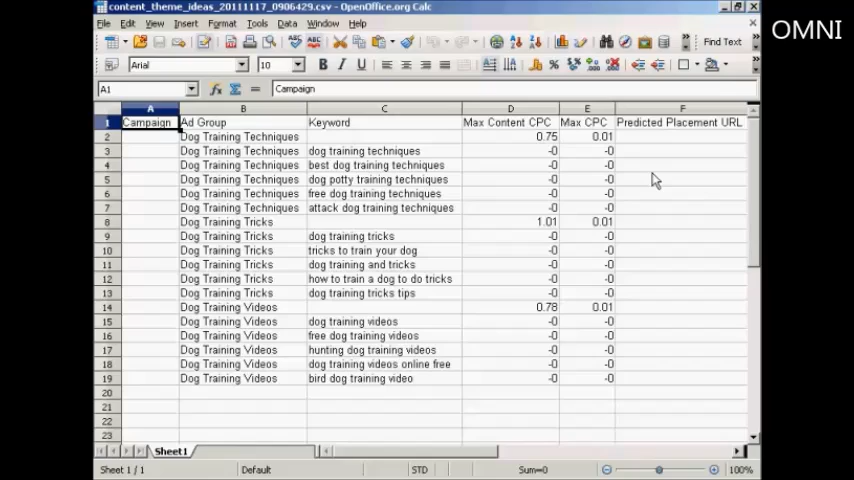 content_theme_ideas_20111117_0906429.csv - OpenOffice.org Calc
OMNI
File Edit View Insert Format Tools Data Window Help
Find Text
Arial 10 B I U
A1 Campaign
A B C D E F
1 Campaign Ad Group Keyword Max Content CPC Max CPC Predicted Placement URL
2 Dog Training Techniques 0.75 0.01
3 Dog Training Techniques dog training techniques -0 -0
4 Dog Training Techniques best dog training techniques -0 -0
5 Dog Training Techniques dog potty training techniques -0 -0
6 Dog Training Techniques free dog training techniques -0 -0
7 Dog Training Techniques attack dog training techniques -0 -0
8 Dog Training Tricks 1.01 0.01
9 Dog Training Tricks dog training tricks -0 -0
10 Dog Training Tricks tricks to train your dog -0 -0
11 Dog Training Tricks dog training and tricks -0 -0
12 Dog Training Tricks how to train a dog to do tricks -0 -0
13 Dog Training Tricks dog training tricks tips -0 -0
14 Dog Training Videos 0.78 0.01
15 Dog Training Videos dog training videos -0 -0
16 Dog Training Videos free dog training videos -0 -0
17 Dog Training Videos hunting dog training videos -0 -0
18 Dog Training Videos dog training videos online free -0 -0
19 Dog Training Videos bird dog training video -0 -0
20
21
22
23
Sheet1
Sheet 1 / 1 Default STD Sum=0 100%